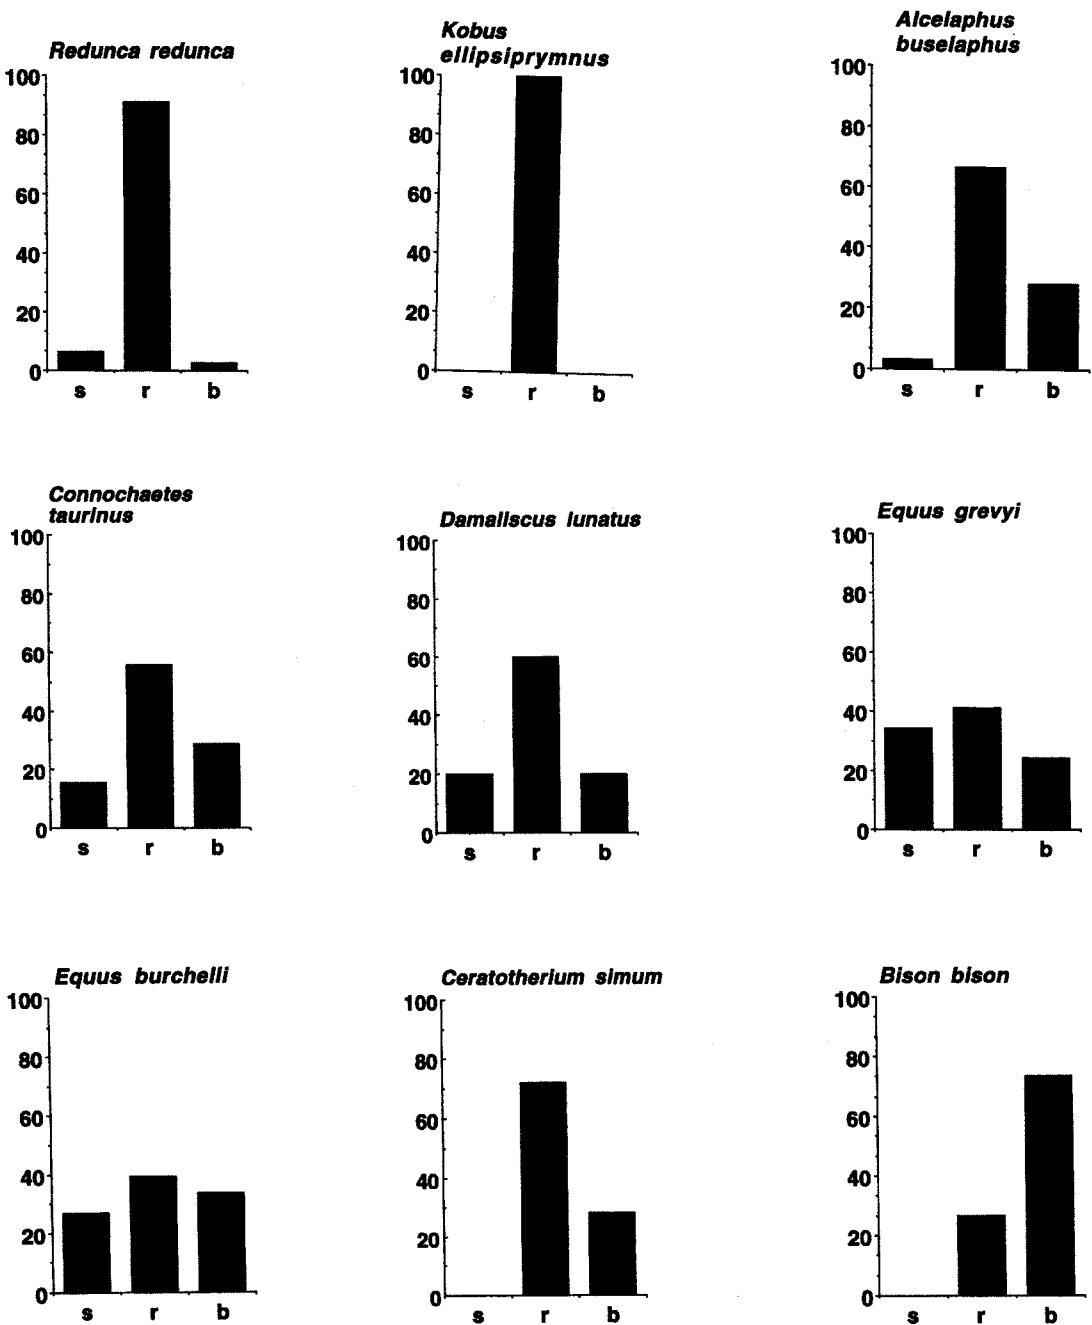 Redunca redunca
100
80
60
40
20
0
s r b
Kobus
ellipsiprymnus
100
80
60
40
20
0
s r b
Alcelaphus
buselaphus
100
80
60
40
20
0
s r b
Connochaetes
taurinus
100
80
60
40
20
0
s r b
Damaliscus lunatus
100
80
60
40
20
0
s r b
Equus grevyi
100
80
60
40
20
0
s r b
Equus burchelli
100
80
60
40
20
0
s r b
Ceratotherium simum
100
80
60
40
20
0
s r b
Bison bison
100
80
60
40
20
0
s r b